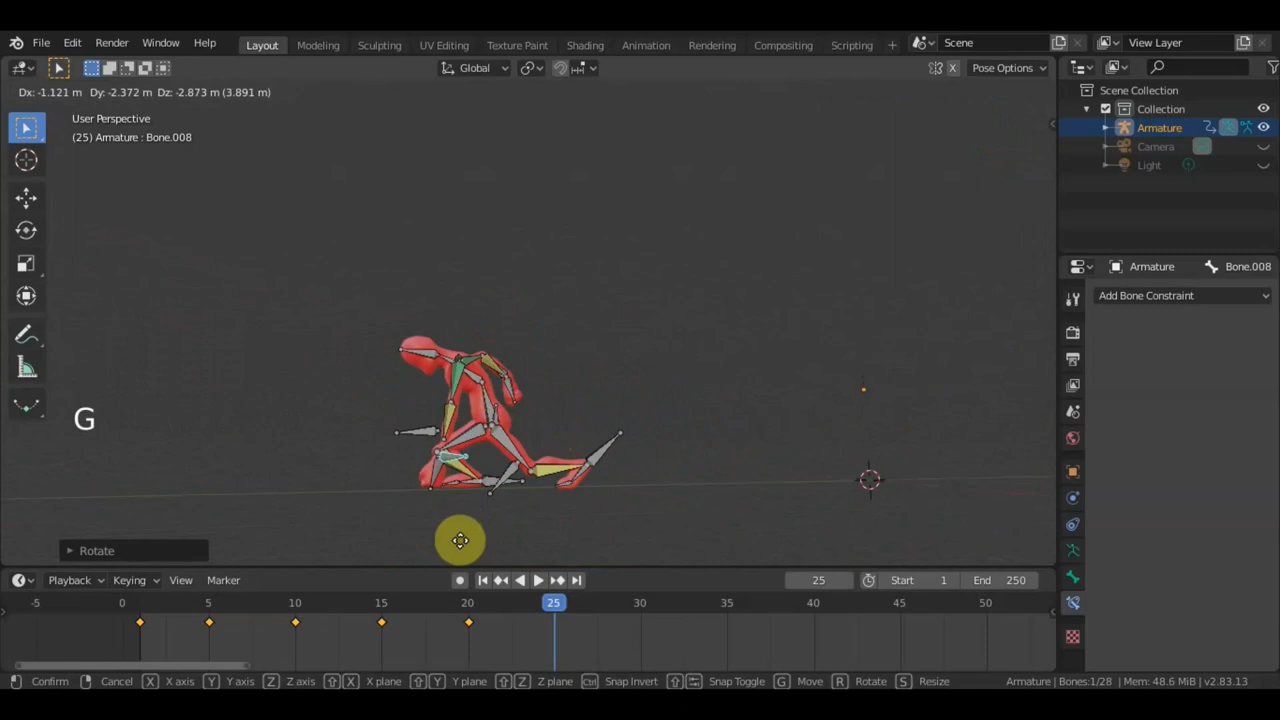 File Edit Render Window Help Layout Modeling Sculpting UV Editing Texture Paint Shading Animation Rendering Compositing Scripting + Scene View Layer
Global X Pose Options
Dx: -1.121 m Dy: -2.372 m Dz: -2.873 m (3.891 m)
User Perspective
(25) Armature : Bone.008
Scene Collection
Collection
Armature
Camera
Light
Armature Bone.008
Add Bone Constraint
G
Rotate
Playback Keying View Marker 25 Start 1 End 250
-5 0 5 10 15 20 25 30 35 40 45 50
Confirm Cancel X X axis Y Y axis Z Z axis X X plane Y Y plane Z Z plane Ctrl Snap Invert Snap Toggle G Move R Rotate S Resize Armature | Bones:1/28 | Mem: 48.6 MiB | v2.83.13